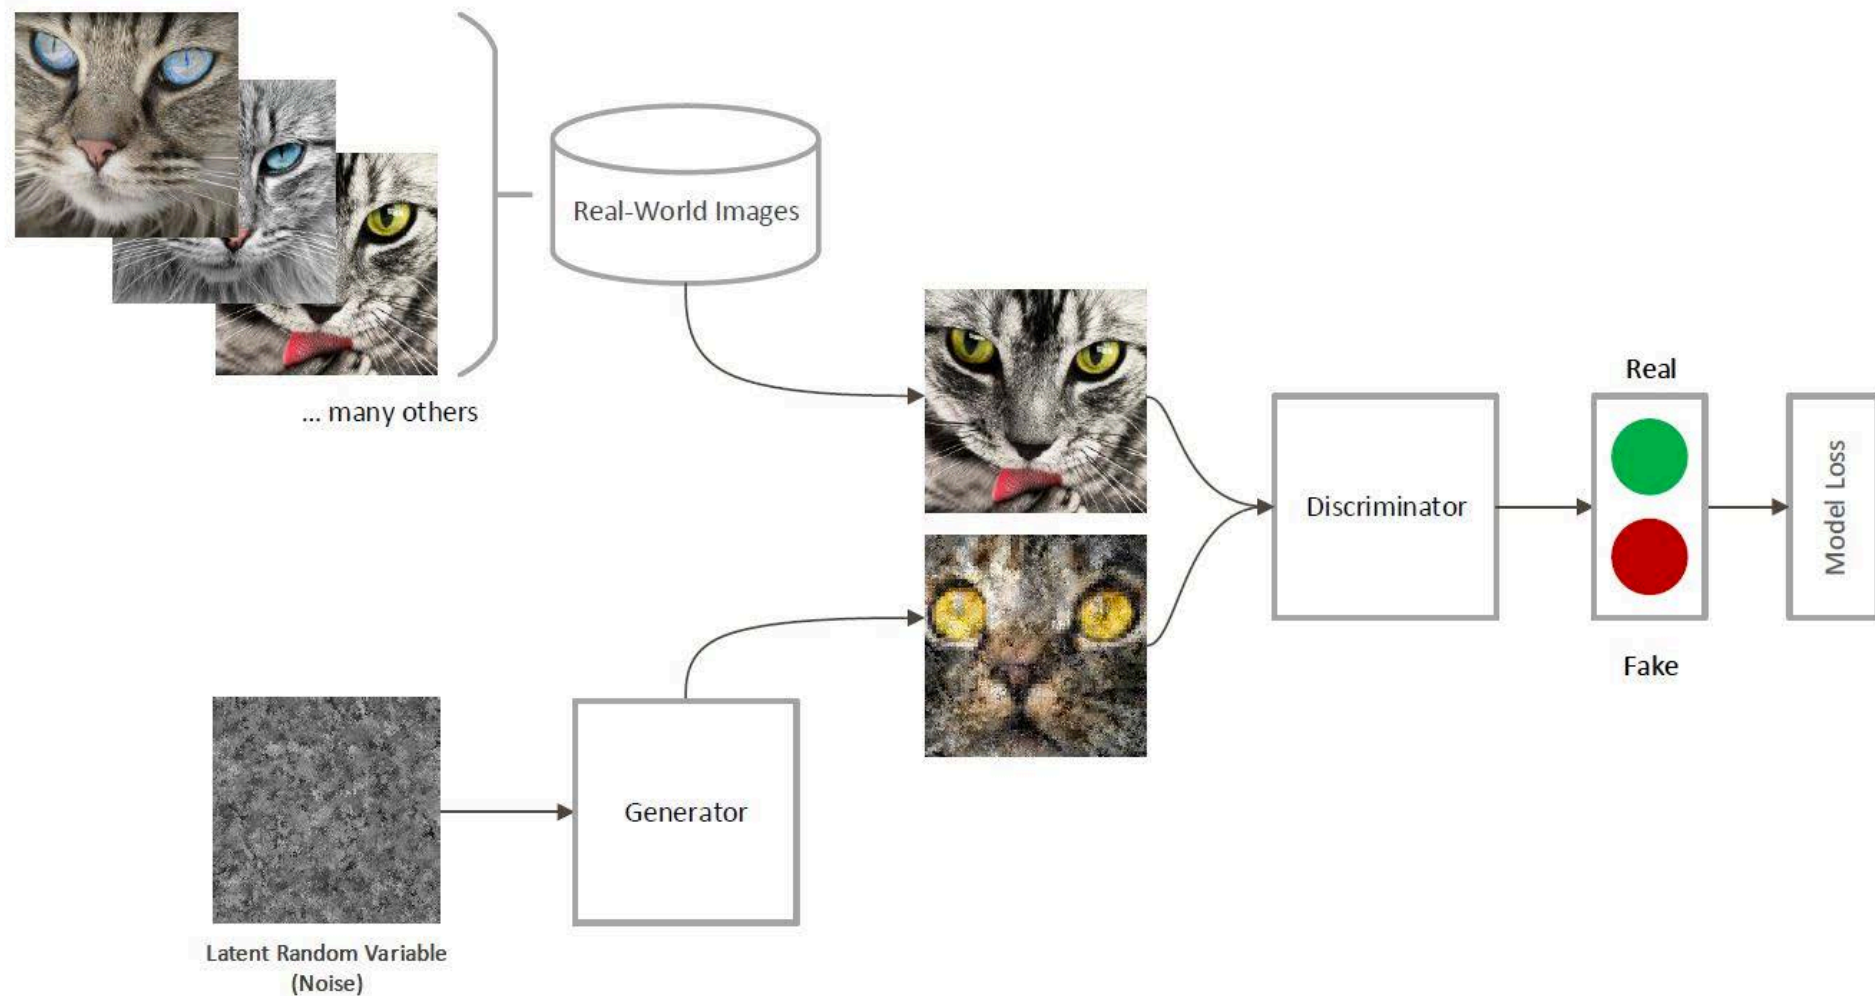 Real-World Images
... many others
Real
Discriminator
Model Loss
Fake
Generator
Latent Random Variable
(Noise)